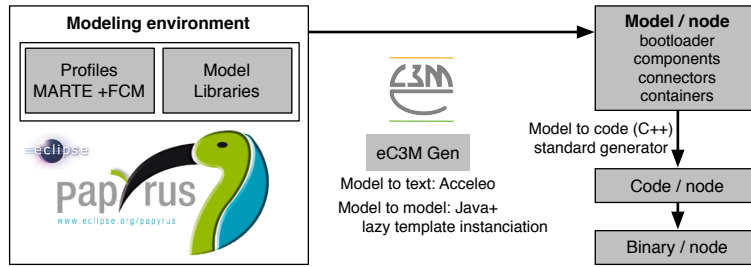 Modeling environment
Profiles
MARTE +FCM
Model
Libraries
eclipse
papyrus
www.eclipse.org/papyrus
C3M
eC3M Gen
Model to text: Acceleo
Model to model: Java+
lazy template instanciation
Model / node
bootloader
components
connectors
containers
Model to code (C++)
standard generator
Code / node
Binary / node